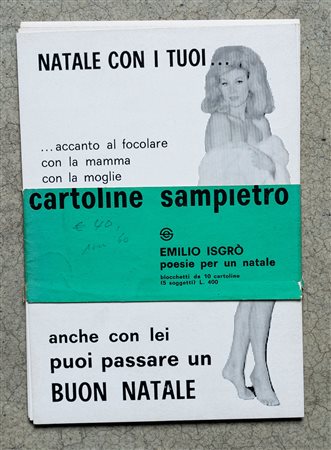 NATALE CON I TUOI...
...accanto al focolare
con la mamma
con la moglie
cartoline sampietro
€ 40,
EMILIO ISGRÒ
poesie per un natale
blocchetti da 10 cartoline
(5 soggetti) L. 400
anche con lei
puoi passare un
BUON NATALE